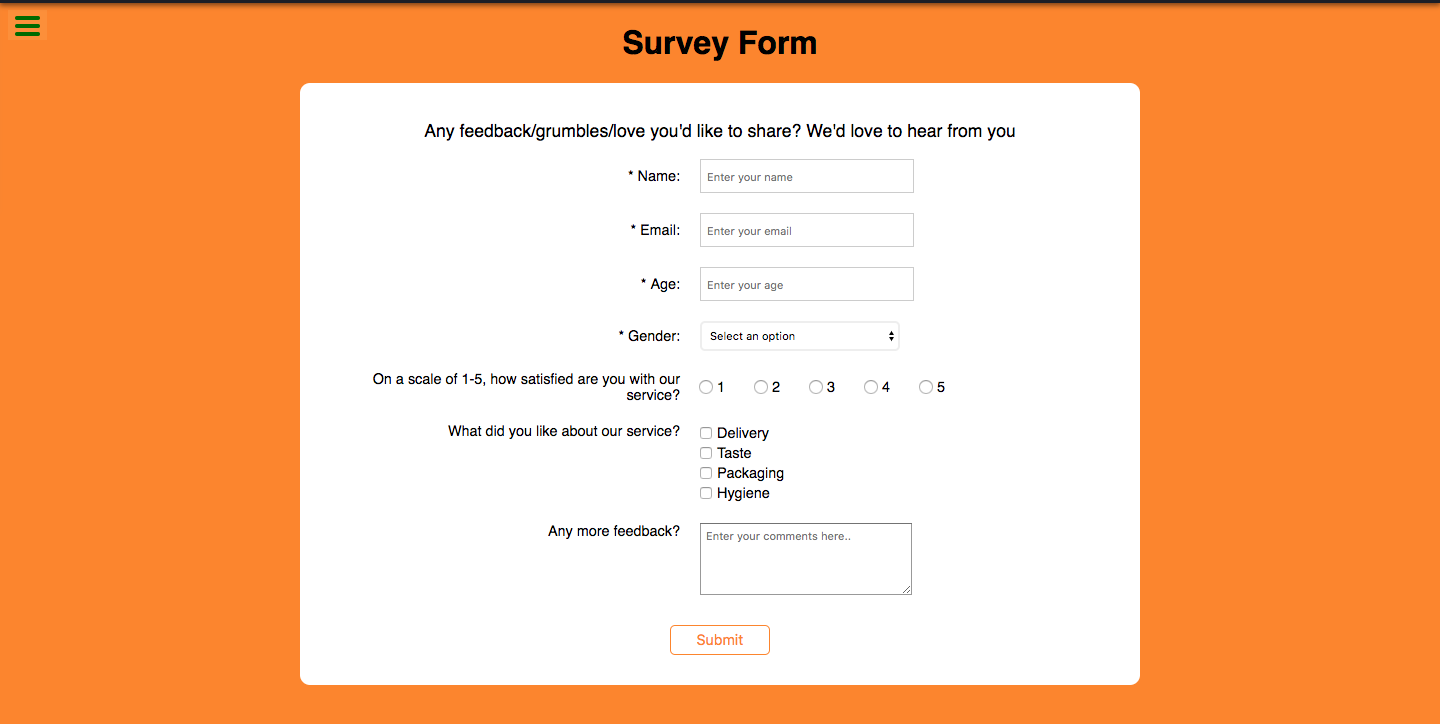 Survey Form
Any feedback/grumbles/love you'd like to share? We'd love to hear from you
* Name: Enter your name
* Email: Enter your email
* Age: Enter your age
* Gender: Select an option
On a scale of 1-5, how satisfied are you with our
service?
1 2 3 4 5
What did you like about our service?
Delivery
Taste
Packaging
Hygiene
Any more feedback? Enter your comments here..
Submit